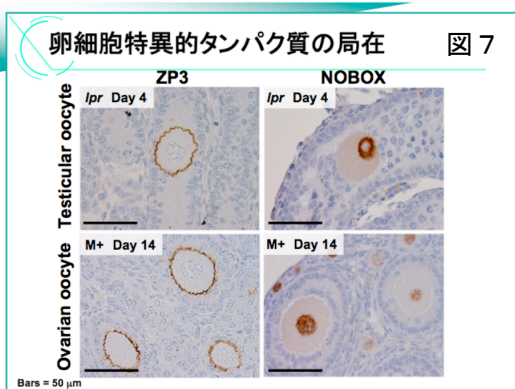 卵細胞特異的タンパク質の局在
図７
ZP3
NOBOX
Testicular oocyte
lpr Day 4
lpr Day 4
Ovarian oocyte
M+ Day 14
M+ Day 14
Bars = 50 μm